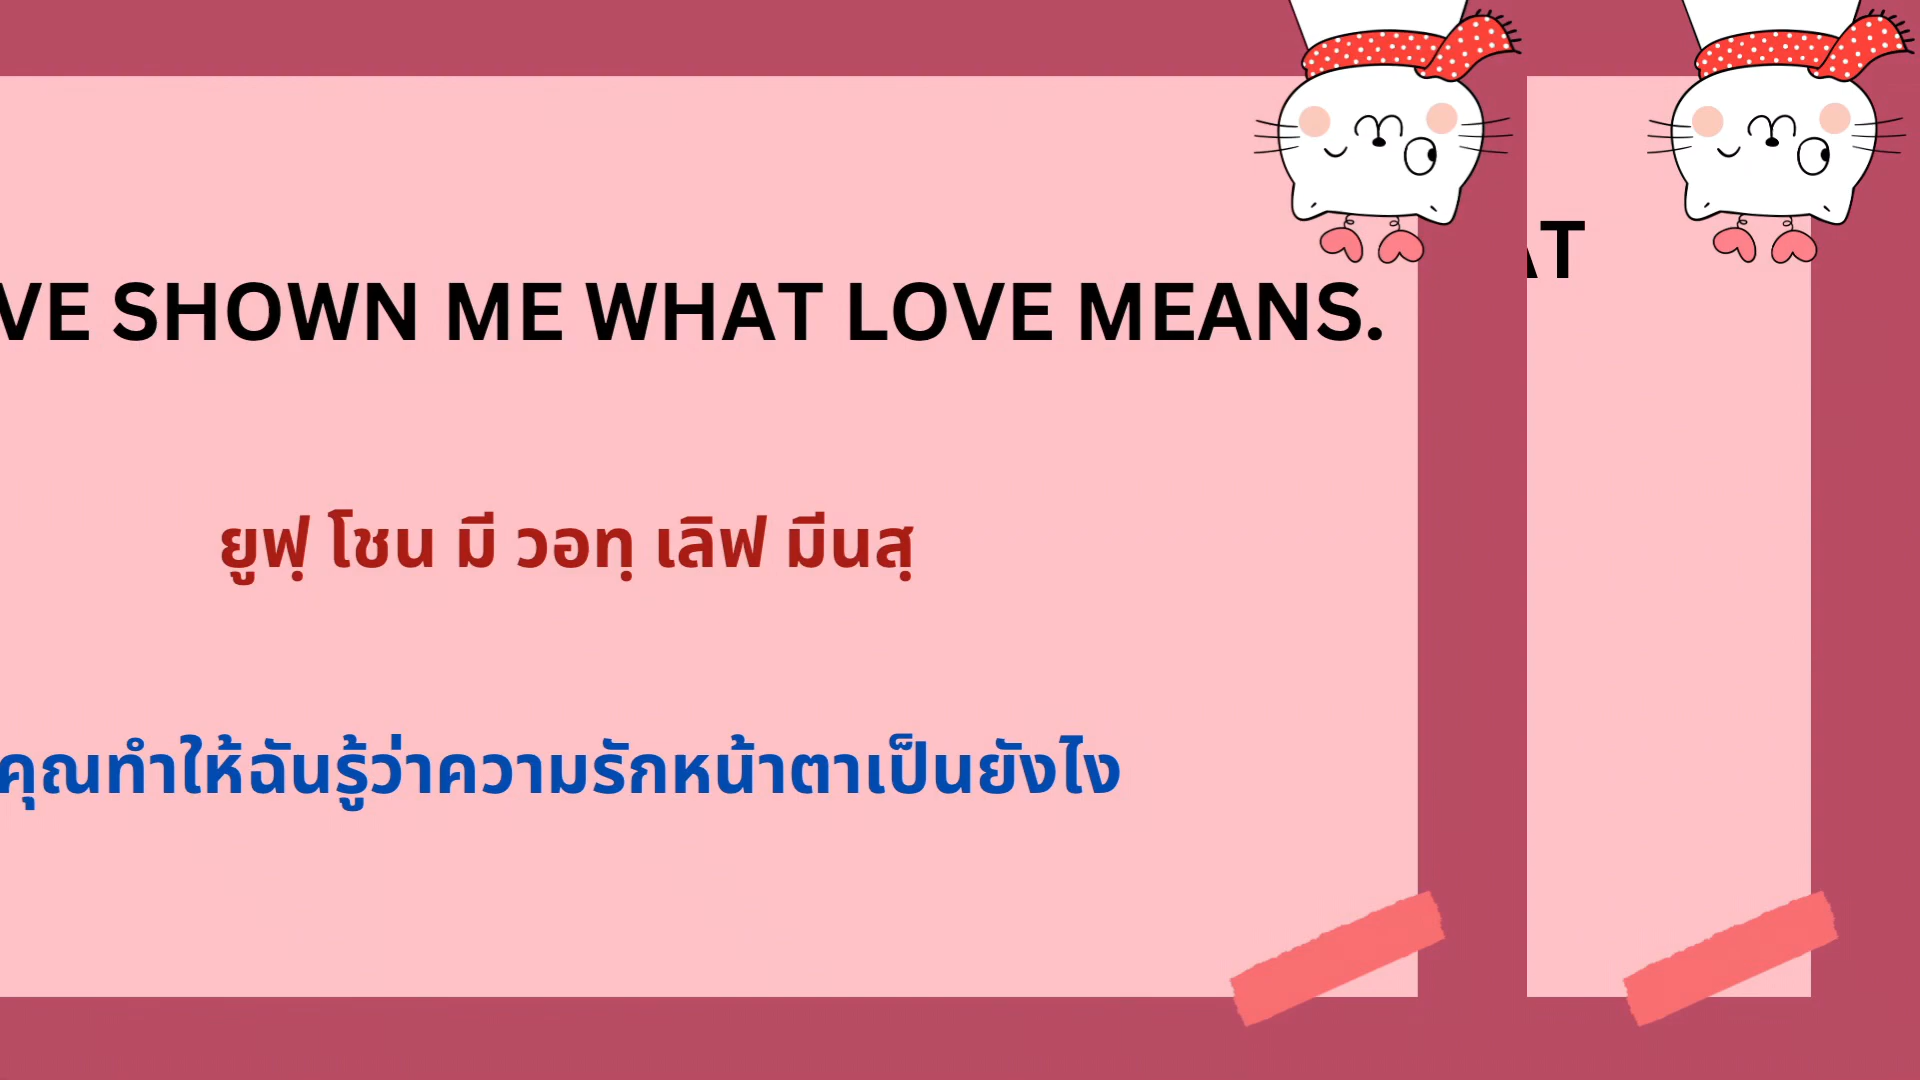 VE SHOWN ME WHAT LOVE MEANS.
AT
ยูฟฺ โชน มี วอทฺ เลิฟ มีนสฺ
คุณทำให้ฉันรู้ว่าความรักหน้าตาเป็นยังไง